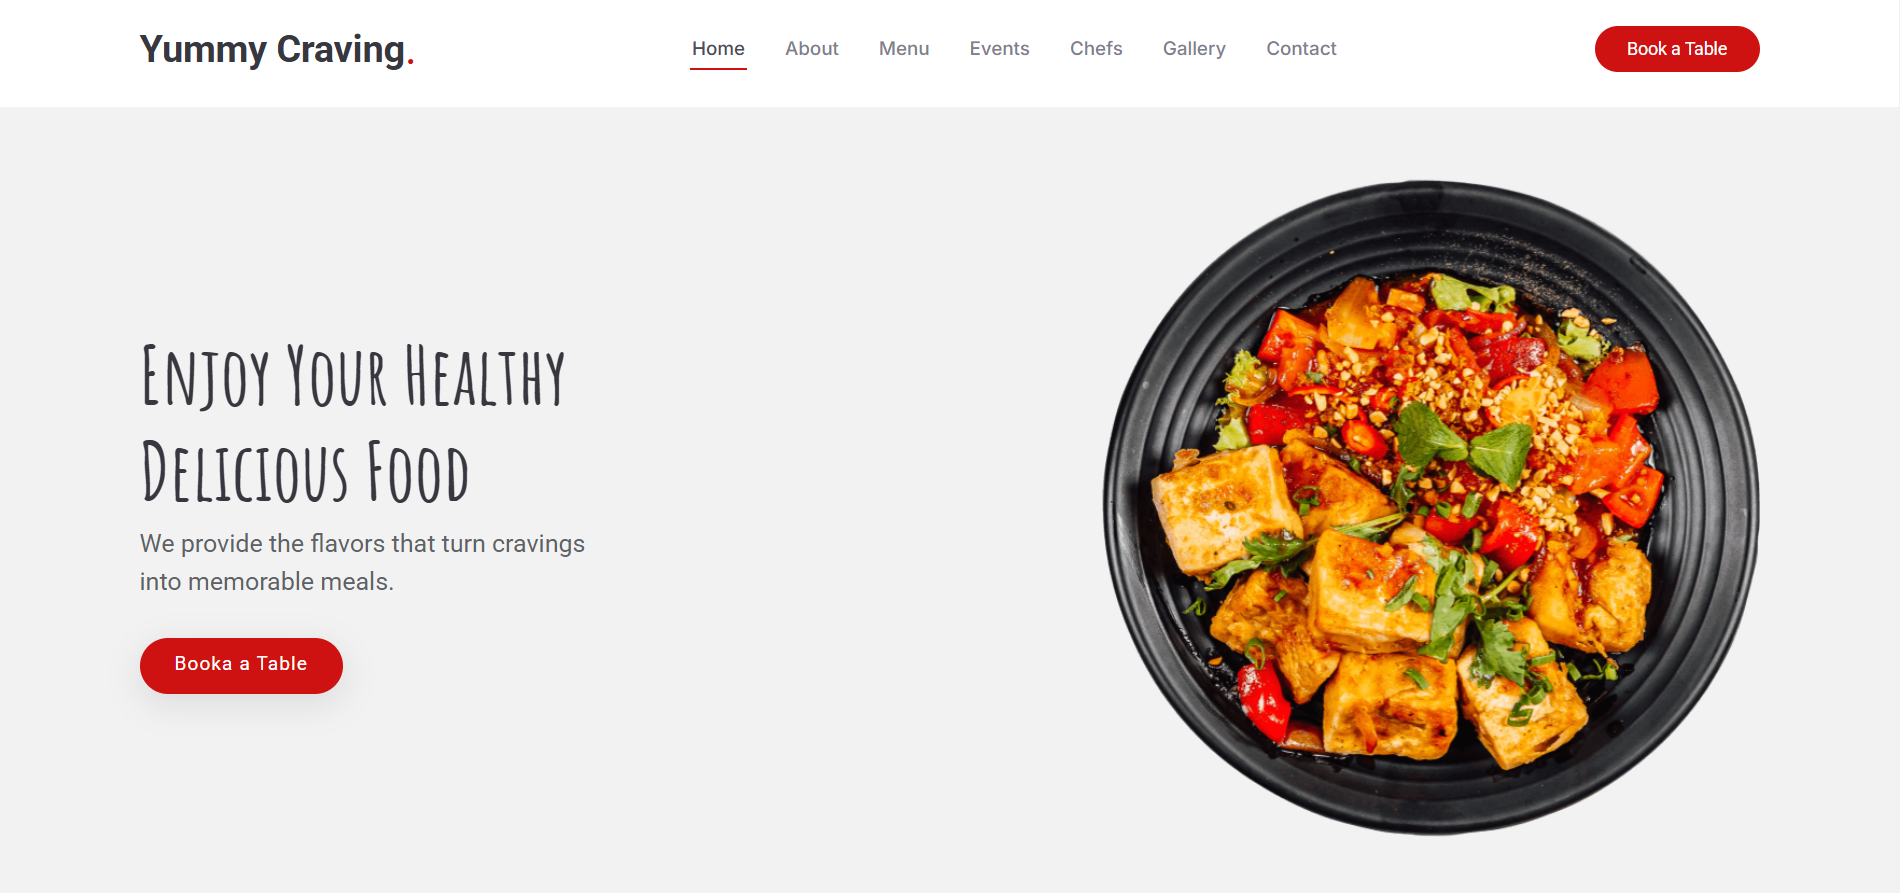 Yummy Craving.
Home About Menu Events Chefs Gallery Contact
Book a Table
Enjoy Your Healthy
Delicious Food
We provide the flavors that turn cravings
into memorable meals.
Booka a Table